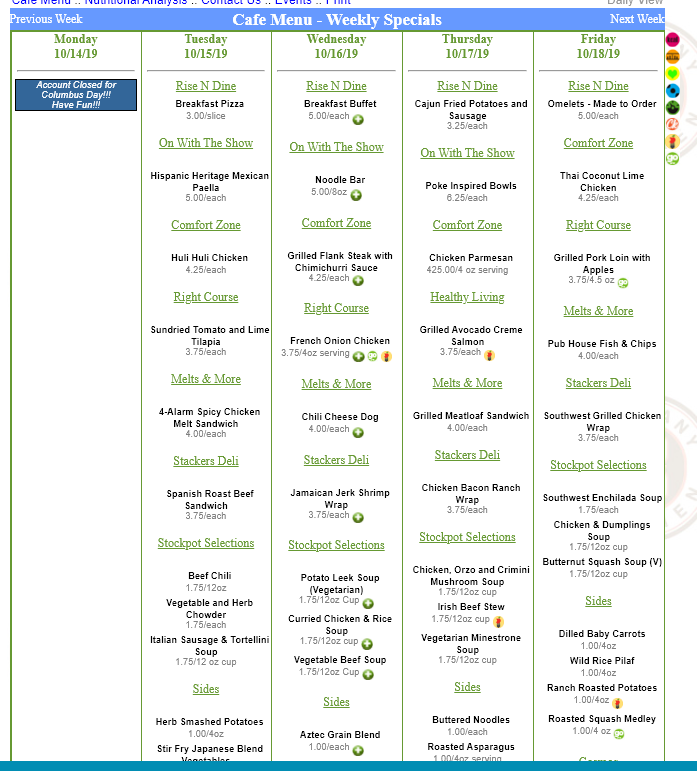 Cafe Menu :: Nutritional Analysis :: Contact Us :: Events :: Print
Daily View
Previous Week
Cafe Menu - Weekly Specials
Next Week
Monday
10/14/19
Account Closed for
Columbus Day!!!
Have Fun!!!
Tuesday
10/15/19
Rise N Dine
Breakfast Pizza
3.00/slice
On With The Show
Hispanic Heritage Mexican
Paella
5.00/each
Comfort Zone
Huli Huli Chicken
4.25/each
Right Course
Sundried Tomato and Lime
Tilapia
3.75/each
Melts & More
4-Alarm Spicy Chicken
Melt Sandwich
4.00/each
Stackers Deli
Spanish Roast Beef
Sandwich
3.75/each
Stockpot Selections
Beef Chili
1.75/12oz
Vegetable and Herb
Chowder
1.75/each
Italian Sausage & Tortellini
Soup
1.75/12 oz cup
Sides
Herb Smashed Potatoes
1.00/4oz
Stir Fry Japanese Blend
Vegetables
Wednesday
10/16/19
Rise N Dine
Breakfast Buffet
5.00/each
On With The Show
Noodle Bar
5.00/8oz
Comfort Zone
Grilled Flank Steak with
Chimichurri Sauce
4.25/each
Right Course
French Onion Chicken
3.75/4oz serving
Melts & More
Chili Cheese Dog
4.00/each
Stackers Deli
Jamaican Jerk Shrimp
Wrap
3.75/each
Stockpot Selections
Potato Leek Soup
(Vegetarian)
1.75/12oz Cup
Curried Chicken & Rice
Soup
1.75/12oz cup
Vegetable Beef Soup
1.75/12oz Cup
Sides
Aztec Grain Blend
1.00/each
Thursday
10/17/19
Rise N Dine
Cajun Fried Potatoes and
Sausage
3.25/each
On With The Show
Poke Inspired Bowls
6.25/each
Comfort Zone
Chicken Parmesan
425.00/4 oz serving
Healthy Living
Grilled Avocado Creme
Salmon
3.75/each
Melts & More
Grilled Meatloaf Sandwich
4.00/each
Stackers Deli
Chicken Bacon Ranch
Wrap
3.75/each
Stockpot Selections
Chicken, Orzo and Crimini
Mushroom Soup
1.75/12oz cup
Irish Beef Stew
1.75/12oz cup
Vegetarian Minestrone
Soup
1.75/12oz cup
Sides
Buttered Noodles
1.00/each
Roasted Asparagus
1.00/4oz serving
Friday
10/18/19
Rise N Dine
Omelets - Made to Order
5.00/each
Comfort Zone
Thai Coconut Lime
Chicken
4.25/each
Right Course
Grilled Pork Loin with
Apples
3.75/4.5 oz
Melts & More
Pub House Fish & Chips
4.00/each
Stackers Deli
Southwest Grilled Chicken
Wrap
3.75/each
Stockpot Selections
Southwest Enchilada Soup
1.75/each
Chicken & Dumplings
Soup
1.75/12oz cup
Butternut Squash Soup (V)
1.75/12oz cup
Sides
Dilled Baby Carrots
1.00/4oz
Wild Rice Pilaf
1.00/4oz
Ranch Roasted Potatoes
1.00/4oz
Roasted Squash Medley
1.00/4 oz